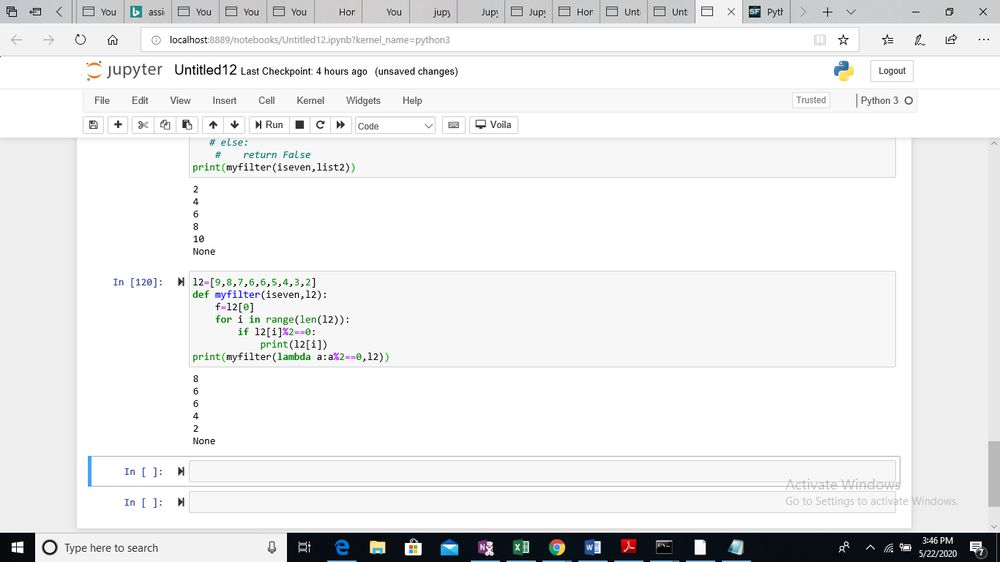 You
assi
You
You
You
Hor
You
jupy
Jupy
Jupy
Hor
Unti
Unti
SF Pyth
localhost:8889/notebooks/Untitled12.ipynb?kernel_name=python3
jupyter Untitled12 Last Checkpoint: 4 hours ago (unsaved changes)
Logout
File Edit View Insert Cell Kernel Widgets Help
Trusted
Python 3
Run
Code
Voila
# else:
#    return False
print(myfilter(iseven,list2))
2
4
6
8
10
None
In [120]:
l2=[9,8,7,6,6,5,4,3,2]
def myfilter(iseven,l2):
    f=l2[0]
    for i in range(len(l2)):
        if l2[i]%2==0:
            print(l2[i])
print(myfilter(lambda a:a%2==0,l2))
8
6
6
4
2
None
In [ ]:
Activate Windows
In [ ]:
Go to Settings to activate Windows.
Type here to search
3:46 PM
5/22/2020
7